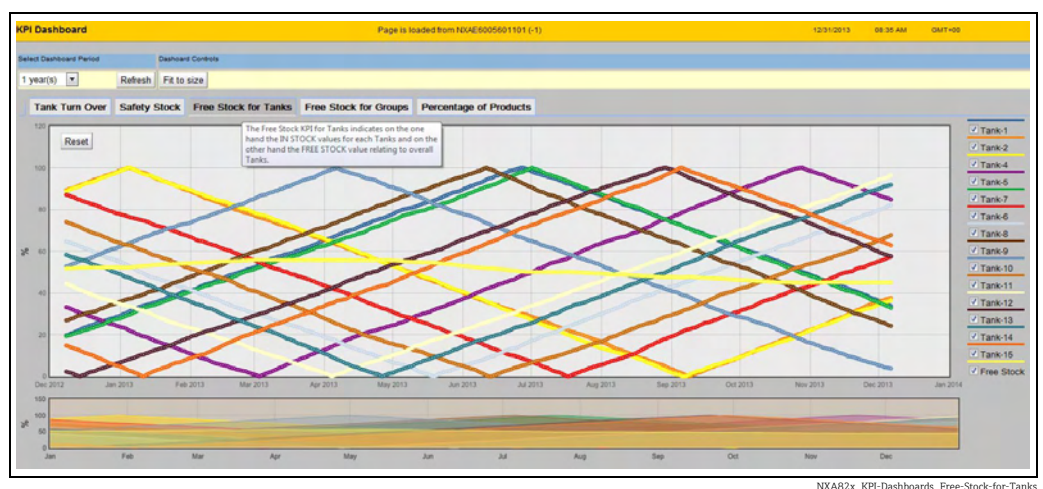 KPI Dashboard Page is loaded from NXAE6005601101 (-1) 12/31/2013 08:35 AM GMT+00
Select Dashboard Period Dashoard Controls
1 year(s) Refresh Fit to size
Tank Turn Over Safety Stock Free Stock for Tanks Free Stock for Groups Percentage of Products
The Free Stock KPI for Tanks indicates on the one
hand the IN STOCK values for each Tanks and on the
other hand the FREE STOCK value relating to overall
Tanks.
Reset
120
100
80
60
40
20
0
%
Dec 2012 Jan 2013 Feb 2013 Mar 2013 Apr 2013 May 2013 Jun 2013 Jul 2013 Aug 2013 Sep 2013 Oct 2013 Nov 2013 Dec 2013 Jan 2014
Tank-1
Tank-2
Tank-4
Tank-5
Tank-7
Tank-6
Tank-8
Tank-9
Tank-10
Tank-11
Tank-12
Tank-13
Tank-14
Tank-15
Free Stock
150
100
50
0
%
Jan Feb Mar Apr May Jun Jul Aug Sep Oct Nov Dec
NXA82x_KPI-Dashboards_Free-Stock-for-Tanks